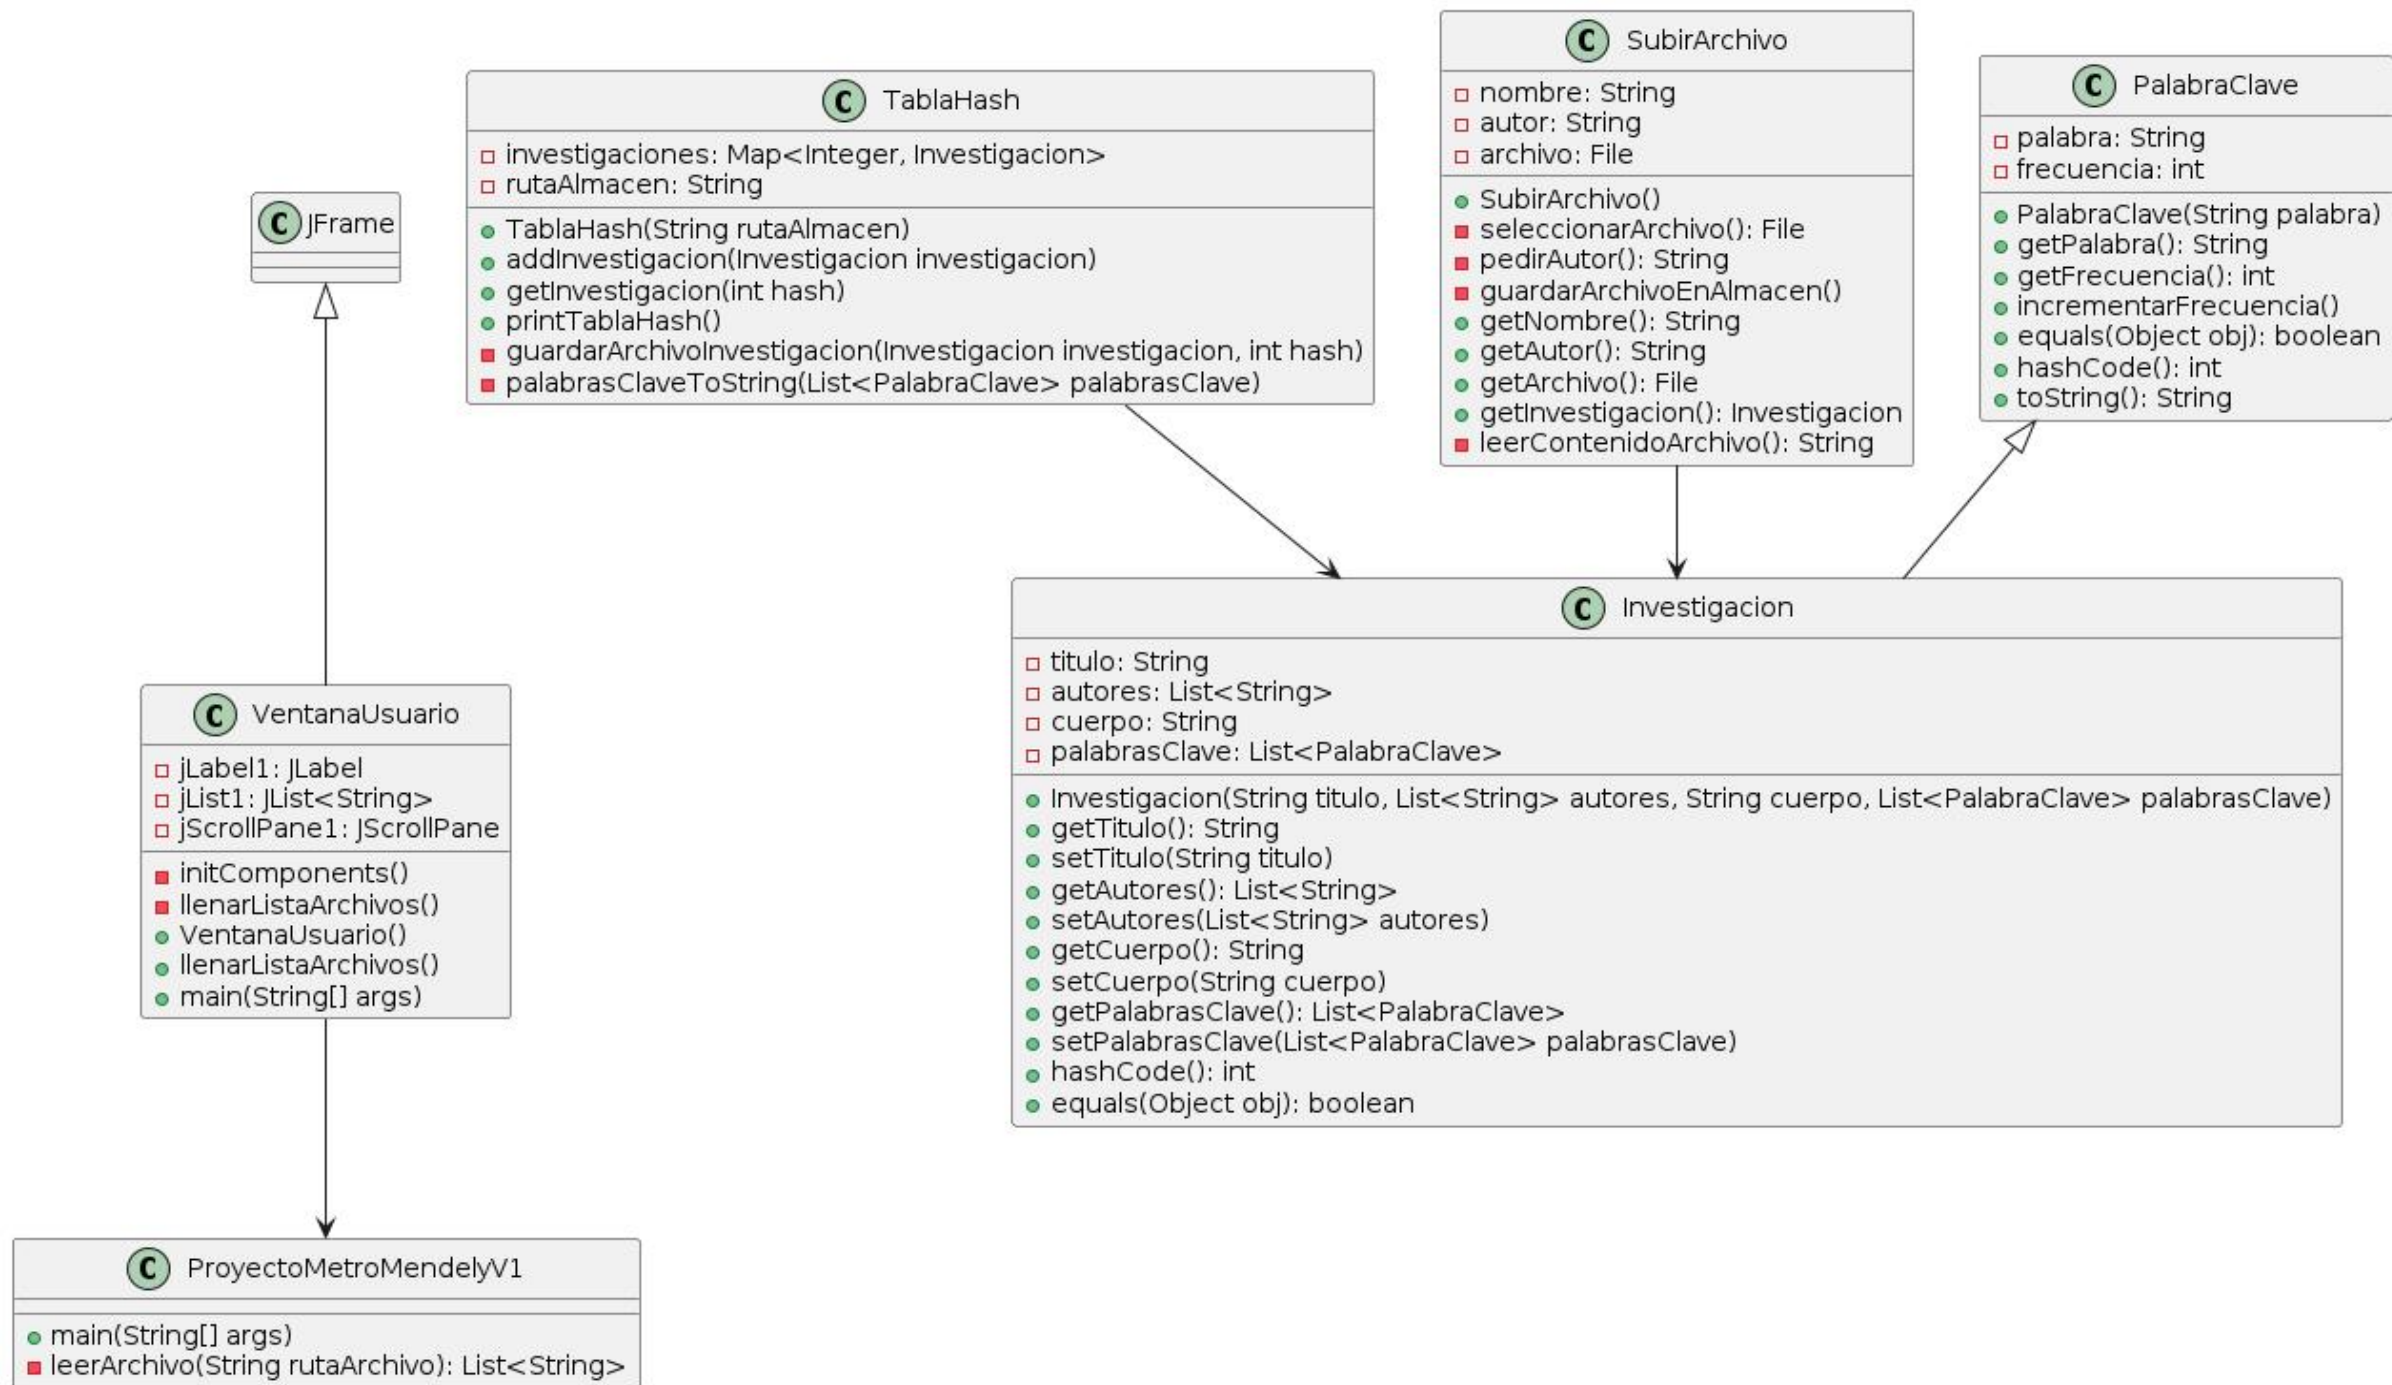 C JFrame
C TablaHash
investigaciones: Map<Integer, Investigacion>
rutaAlmacen: String
TablaHash(String rutaAlmacen)
addInvestigacion(Investigacion investigacion)
getInvestigacion(int hash)
printTablaHash()
guardarArchivoInvestigacion(Investigacion investigacion, int hash)
palabrasClaveToString(List<PalabraClave> palabrasClave)
C SubirArchivo
nombre: String
autor: String
archivo: File
SubirArchivo()
seleccionarArchivo(): File
pedirAutor(): String
guardarArchivoEnAlmacen()
getNombre(): String
getAutor(): String
getArchivo(): File
getInvestigacion(): Investigacion
leerContenidoArchivo(): String
C PalabraClave
palabra: String
frecuencia: int
PalabraClave(String palabra)
getPalabra(): String
getFrecuencia(): int
incrementarFrecuencia()
equals(Object obj): boolean
hashCode(): int
toString(): String
C VentanaUsuario
jLabel1: JLabel
jList1: JList<String>
jScrollPane1: JScrollPane
initComponents()
llenarListaArchivos()
VentanaUsuario()
llenarListaArchivos()
main(String[] args)
C Investigacion
titulo: String
autores: List<String>
cuerpo: String
palabrasClave: List<PalabraClave>
Investigacion(String titulo, List<String> autores, String cuerpo, List<PalabraClave> palabrasClave)
getTitulo(): String
setTitulo(String titulo)
getAutores(): List<String>
setAutores(List<String> autores)
getCuerpo(): String
setCuerpo(String cuerpo)
getPalabrasClave(): List<PalabraClave>
setPalabrasClave(List<PalabraClave> palabrasClave)
hashCode(): int
equals(Object obj): boolean
C ProyectoMetroMendelyV1
main(String[] args)
leerArchivo(String rutaArchivo): List<String>